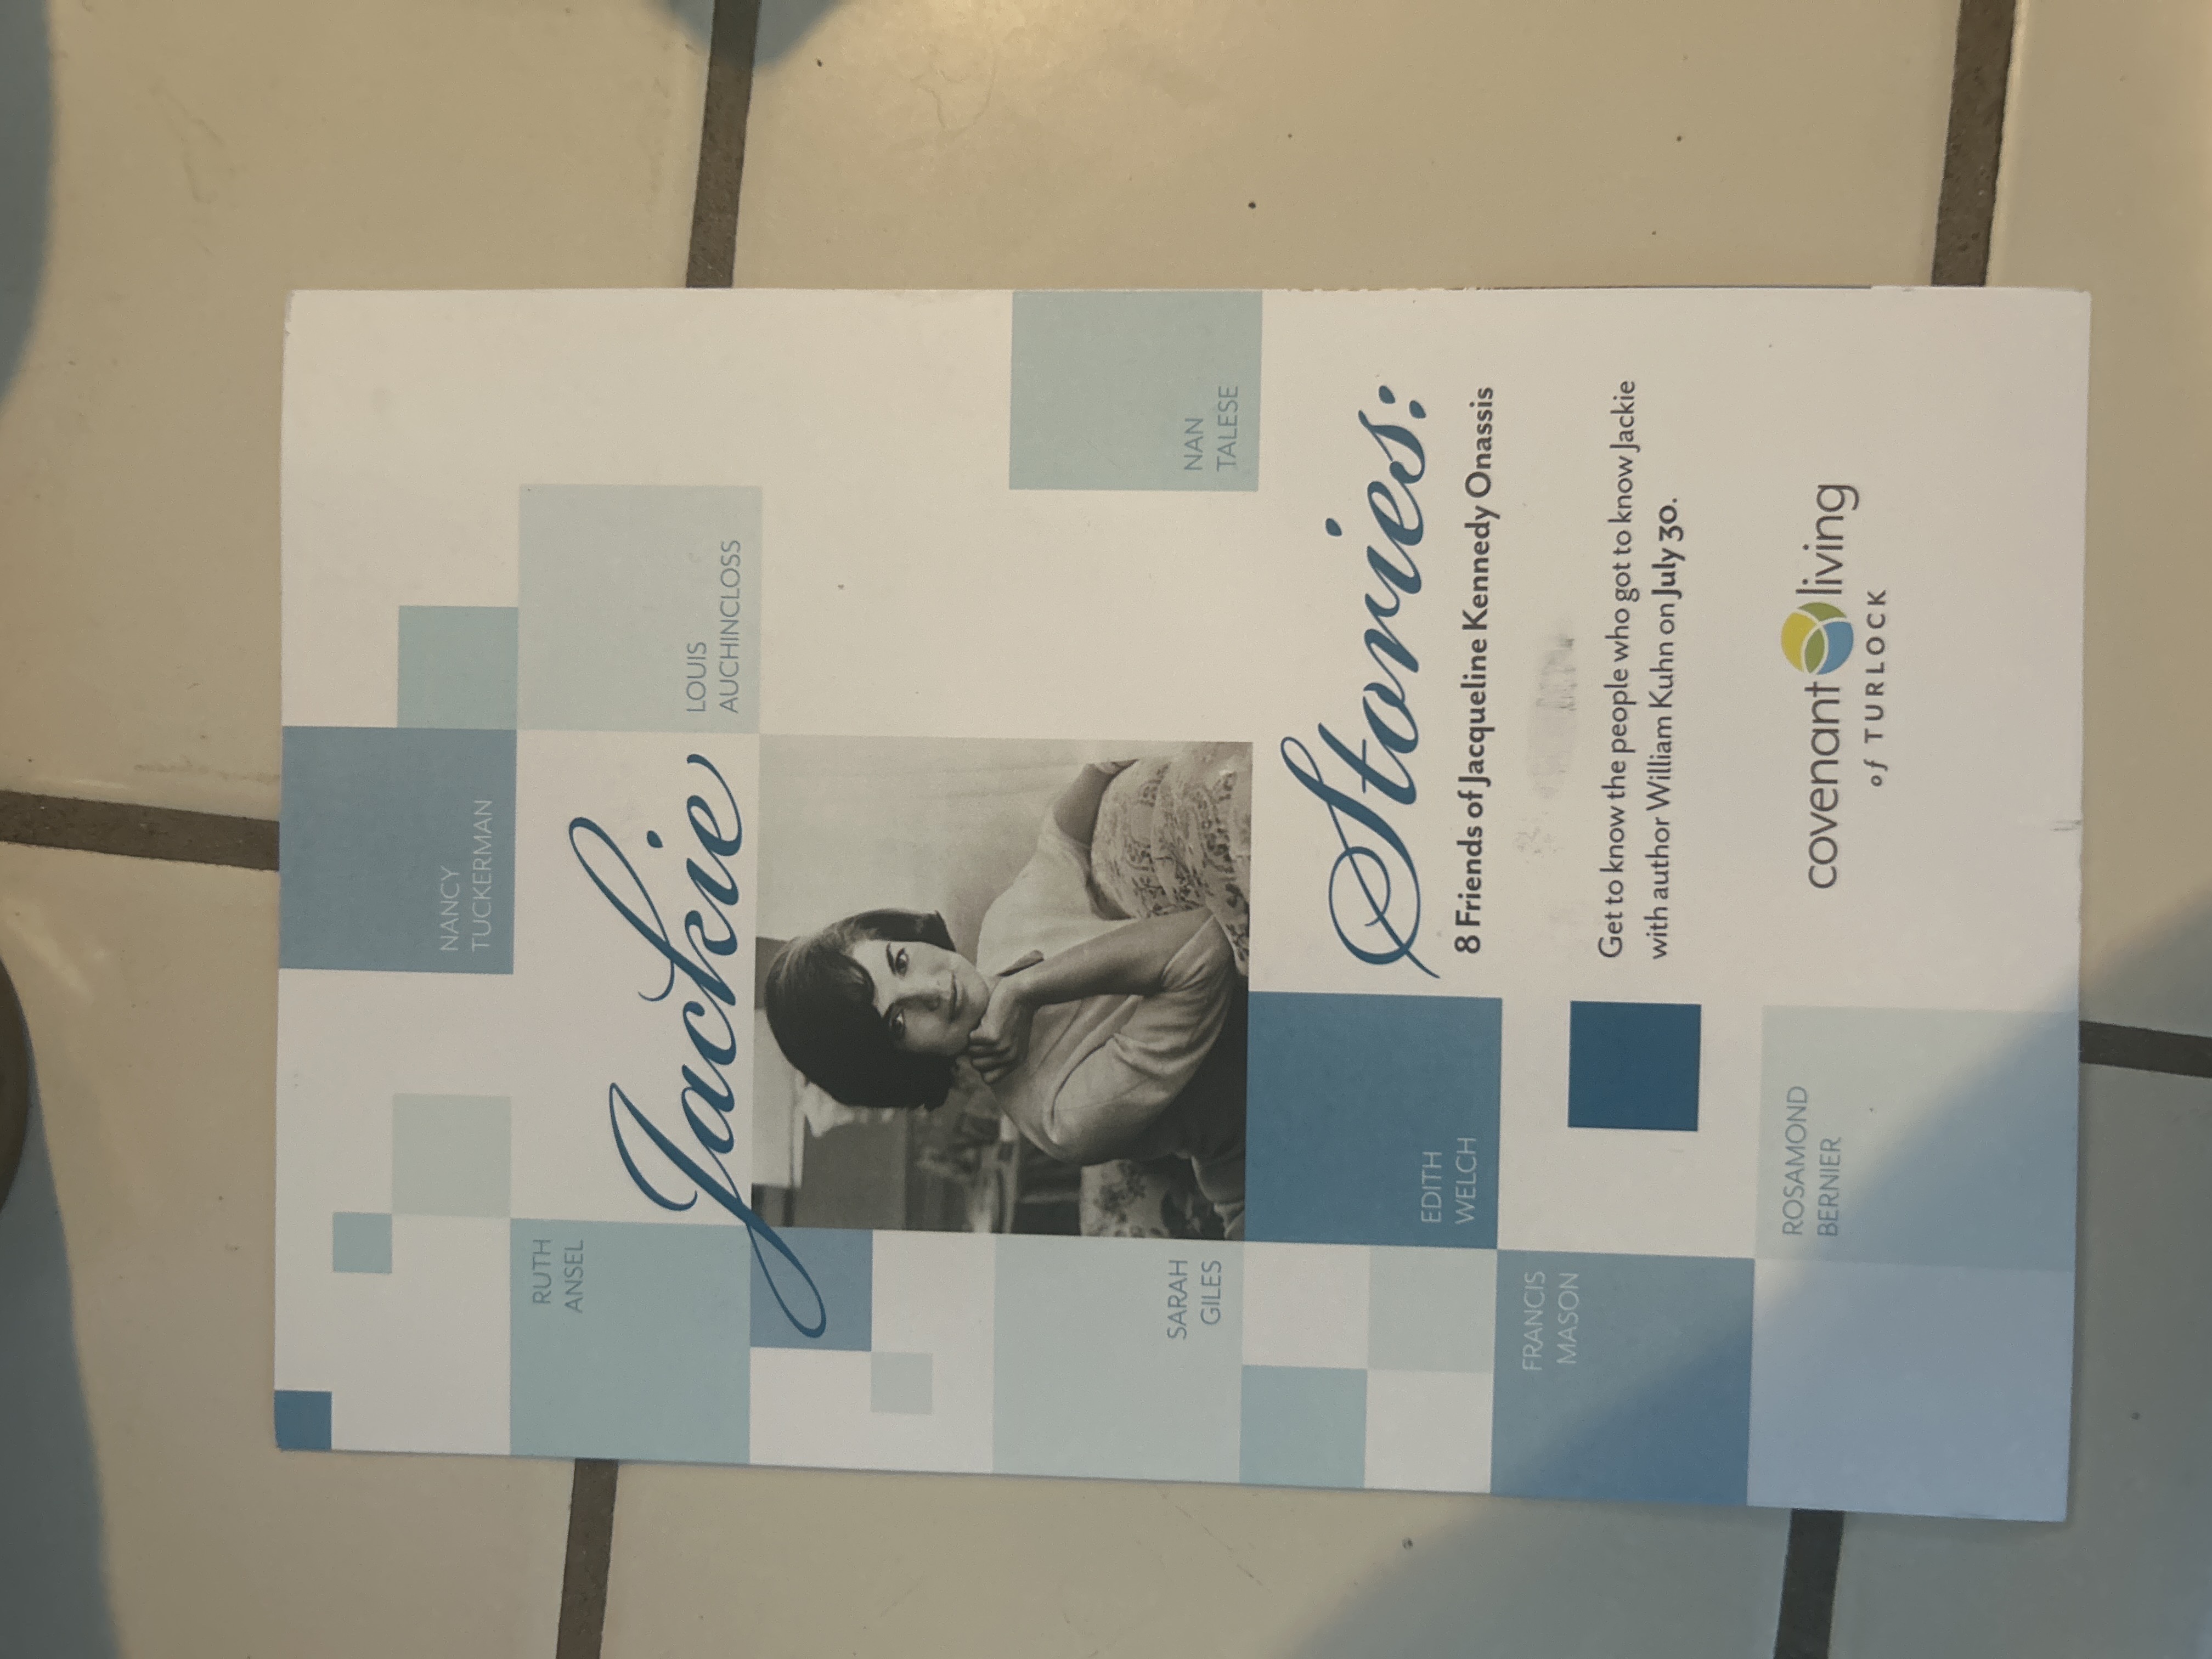 NANCY
TUCKERMAN
RUTH
ANSEL
Jackie
LOUIS
AUCHINCLOSS
SARAH
GILES
NAN
TALESE
Stories:
EDITH
WELCH
8 Friends of Jacqueline Kennedy Onassis
FRANCIS
MASON
Get to know the people who got to know Jackie
with author William Kuhn on July 30.
ROSAMOND
BERNIER
covenant living
of TURLOCK